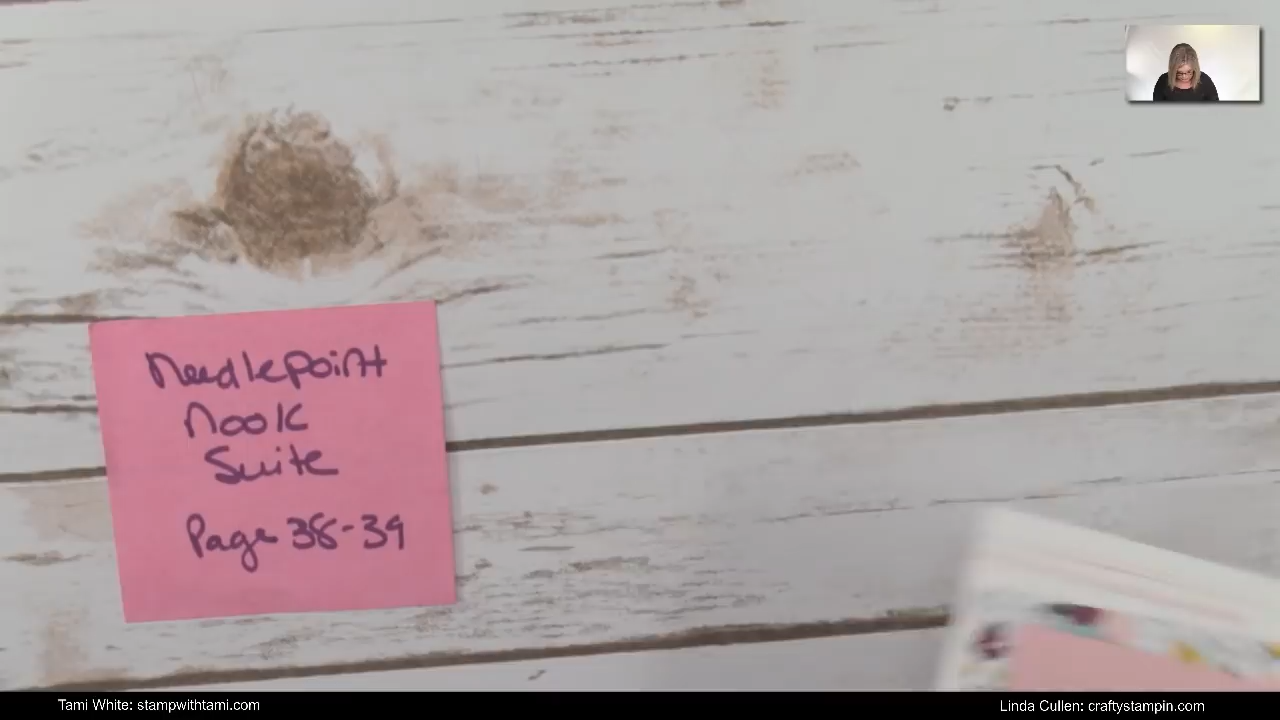 Needlepoint
Nook
Suite
Page 38-39
Tami White: stampwithtami.com
Linda Cullen: craftystampin.com